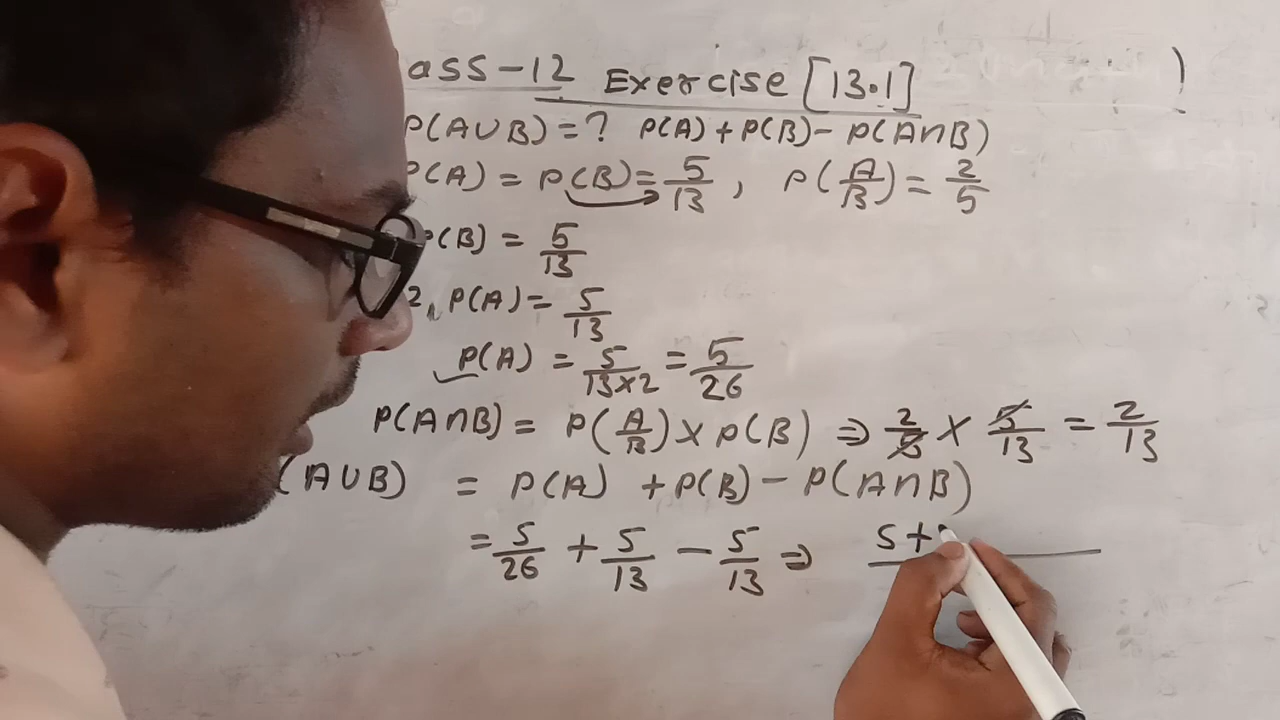 ass-12 Exercise [13.1]
P(A∪B) = ? P(A) + P(B) - P(A∩B)
P(A) = P(B) = 5/13, P(A/B) = 2/5
P(B) = 5/13
2, P(A) = 5/13
P(A) = 5/13×2 = 5/26
P(A∩B) = P(A/B) × P(B) ⇒ 2/5 × 5/13 = 2/13
(A∪B) = P(A) + P(B) - P(A∩B)
= 5/26 + 5/13 - 5/13 ⇒ 5+